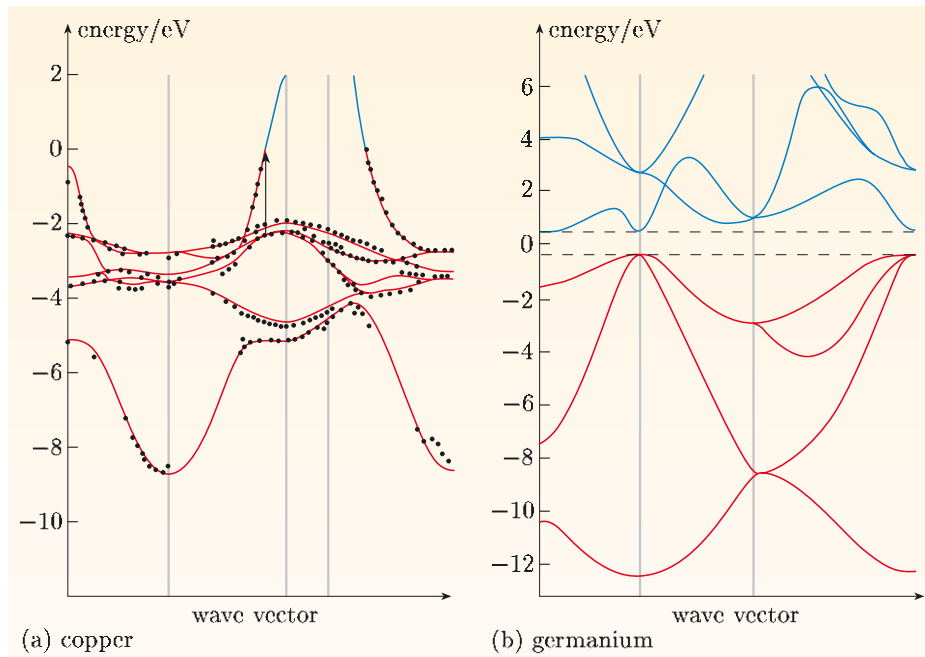 energy/eV
2
0
−2
−4
−6
−8
−10
wave vector
(a) copper
energy/eV
6
4
2
0
−2
−4
−6
−8
−10
−12
wave vector
(b) germanium